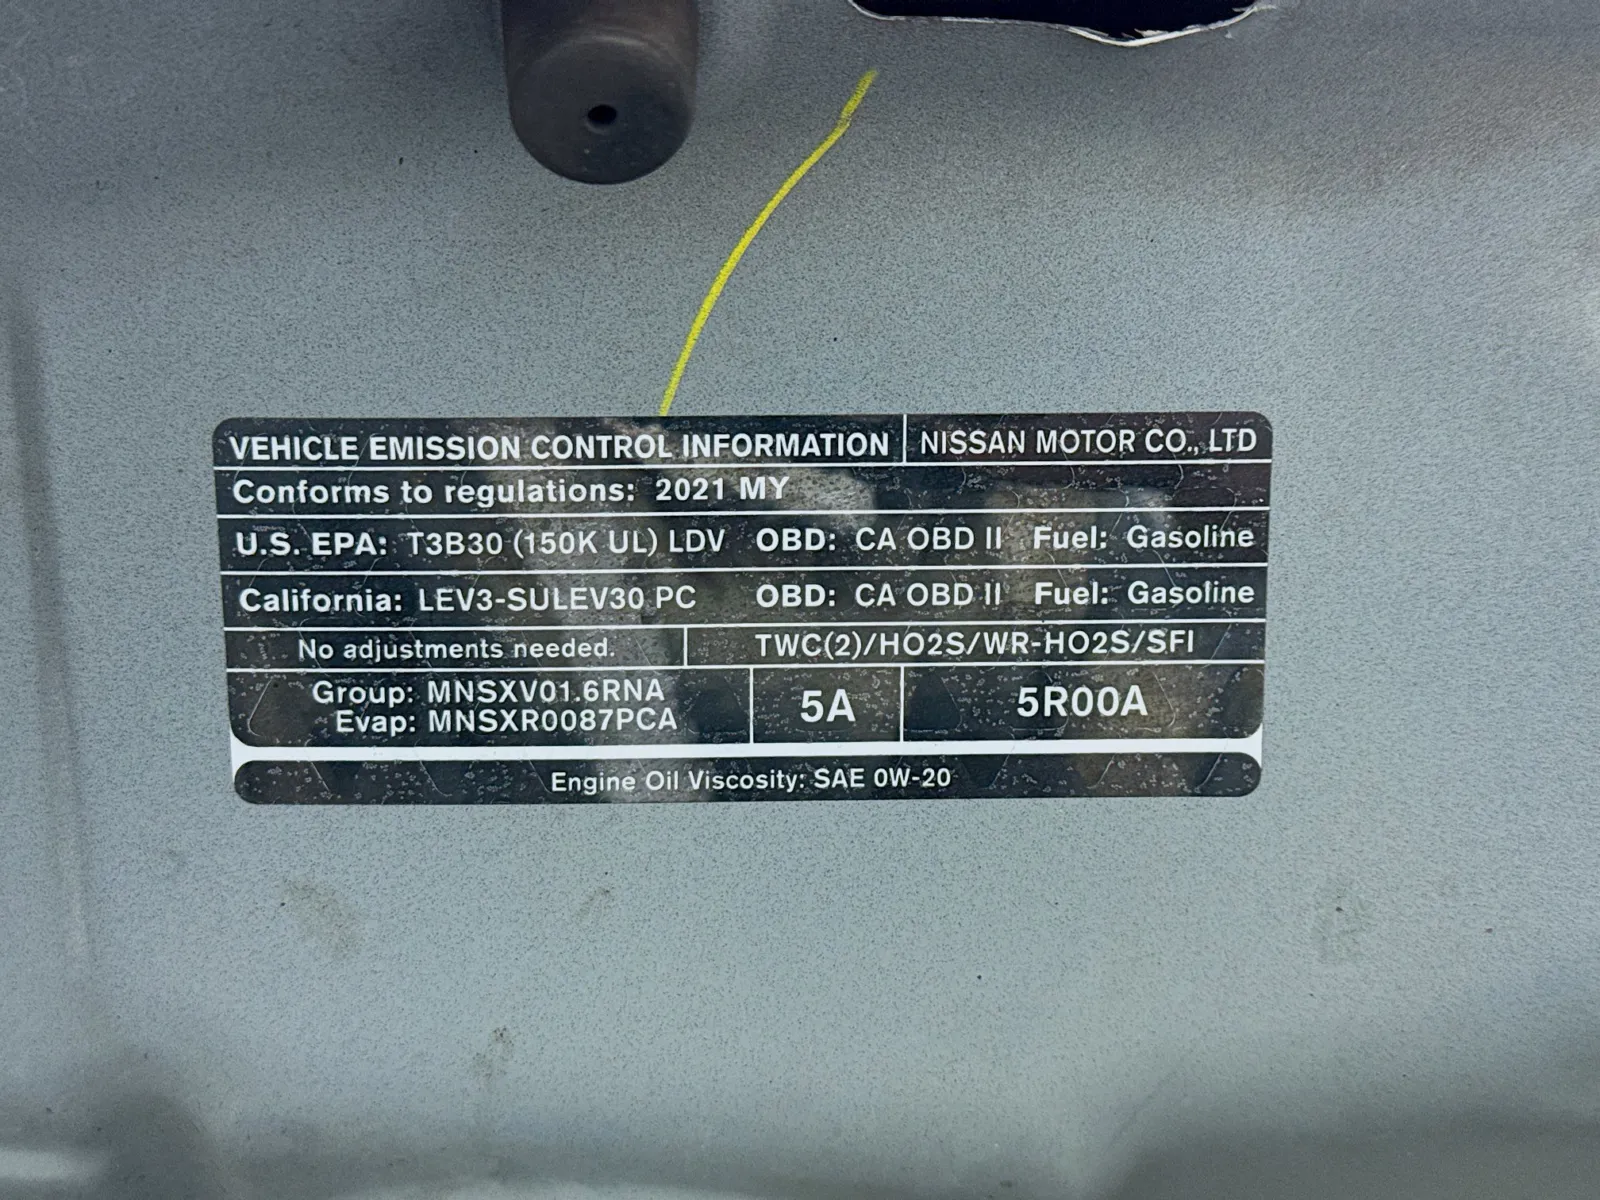 VEHICLE EMISSION CONTROL INFORMATION NISSAN MOTOR CO., LTD
Conforms to regulations: 2021 MY
U.S. EPA: T3B30 (150K UL) LDV OBD: CA OBD II Fuel: Gasoline
California: LEV3-SULEV30 PC OBD: CA OBD II Fuel: Gasoline
No adjustments needed. TWC(2)/HO2S/WR-HO2S/SFI
Group: MNSXV01.6RNA
Evap: MNSXR0087PCA
5A
5R00A
Engine Oil Viscosity: SAE 0W-20